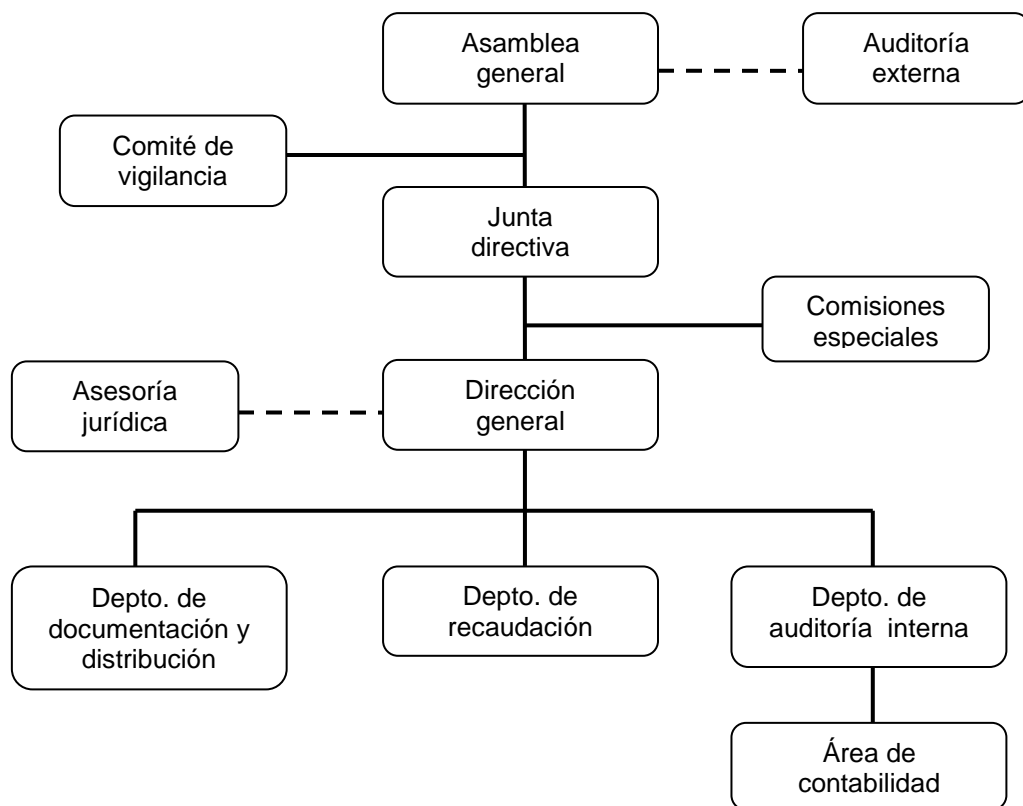 Asamblea
general
Auditoría
externa
Comité de
vigilancia
Junta
directiva
Comisiones
especiales
Asesoría
jurídica
Dirección
general
Depto. de
documentación y
distribución
Depto. de
recaudación
Depto. de
auditoría interna
Área de
contabilidad